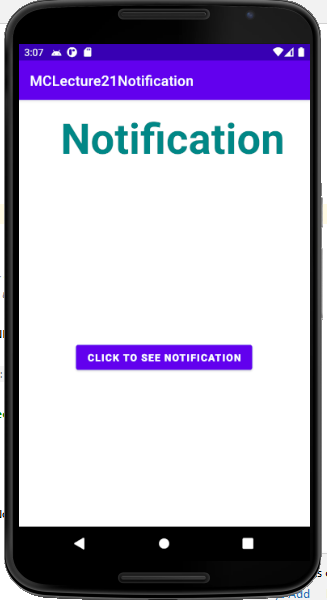 3:07
MCLecture21Notification
Notification
CLICK TO SEE NOTIFICATION